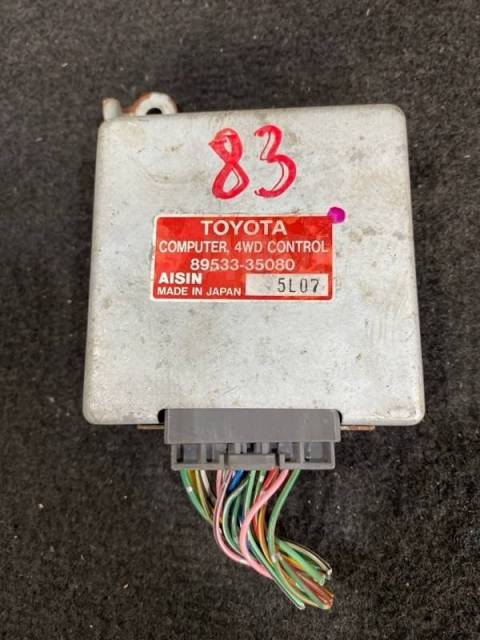 83
TOYOTA
COMPUTER, 4WD CONTROL
89533-35080
AISIN
MADE IN JAPAN 5L07